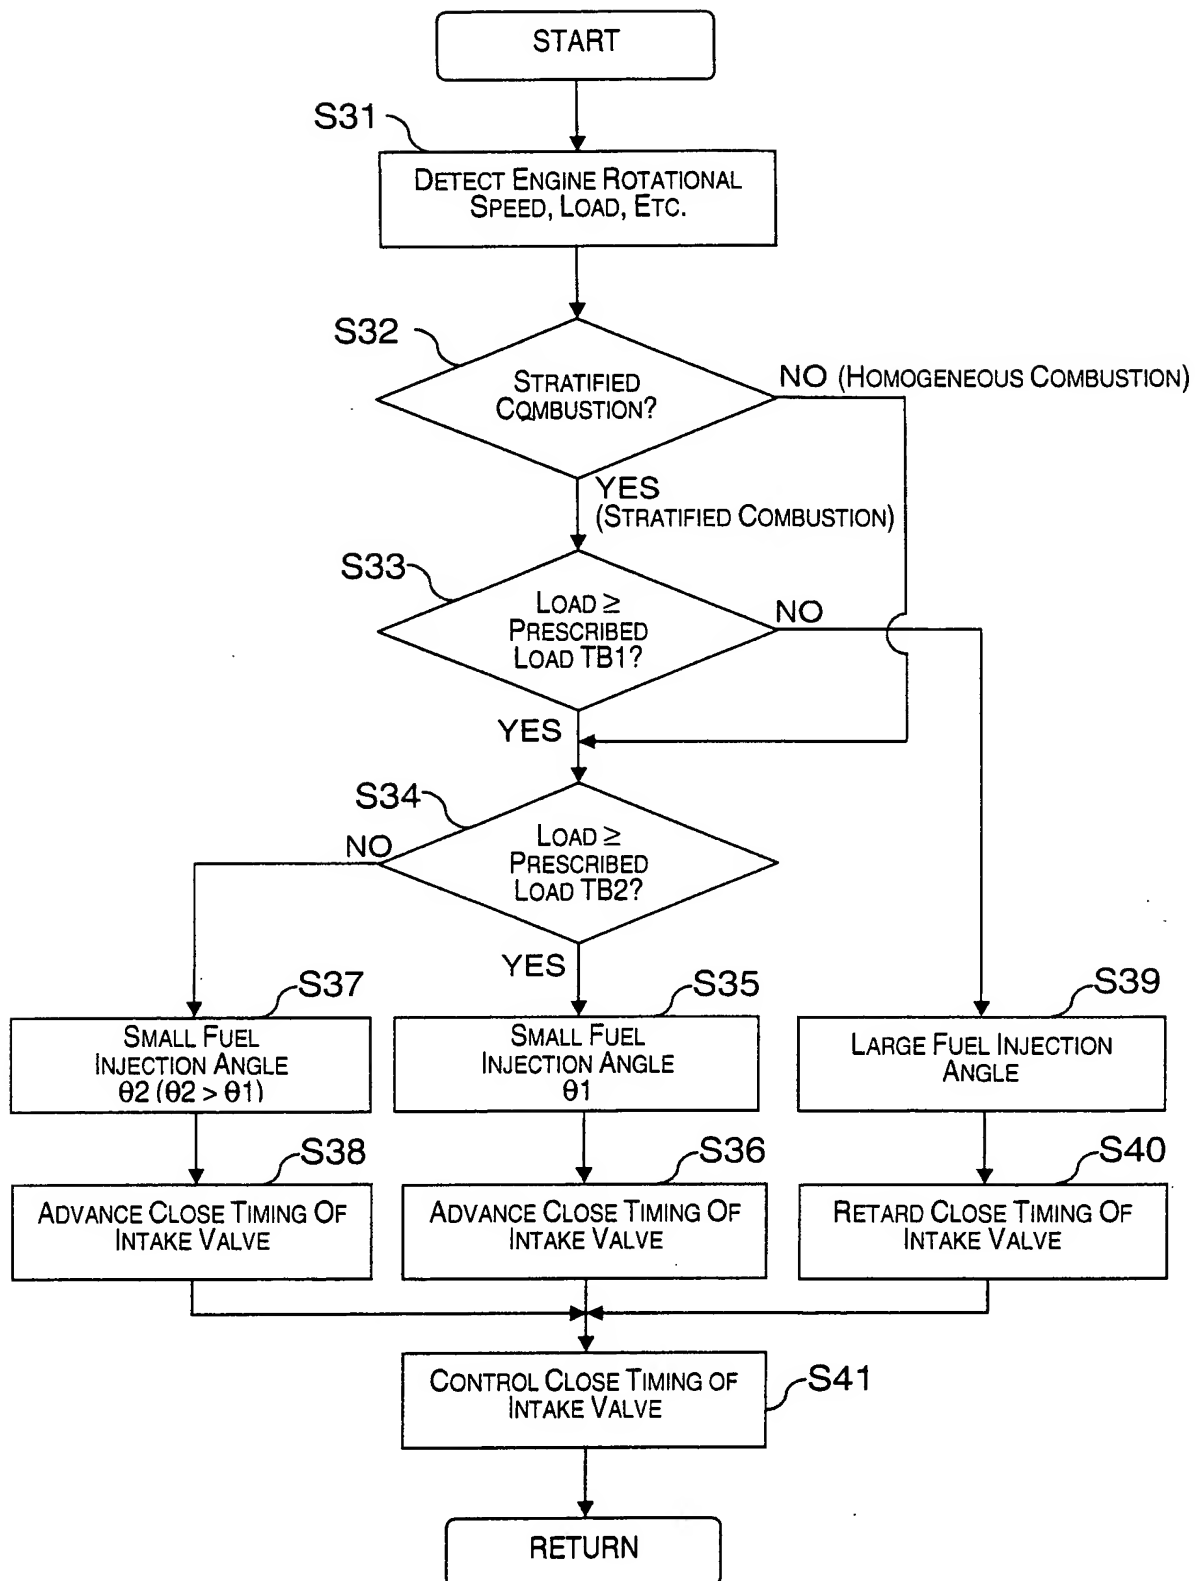 START
S31
DETECT ENGINE ROTATIONAL
SPEED, LOAD, ETC.
S32
STRATIFIED
COMBUSTION?
NO (HOMOGENEOUS COMBUSTION)
YES
(STRATIFIED COMBUSTION)
S33
LOAD ≥
PRESCRIBED
LOAD TB1?
NO
YES
S34
LOAD ≥
PRESCRIBED
LOAD TB2?
NO
YES
S37
SMALL FUEL
INJECTION ANGLE
θ2 (θ2 > θ1)
S35
SMALL FUEL
INJECTION ANGLE
θ1
S39
LARGE FUEL INJECTION
ANGLE
S38
ADVANCE CLOSE TIMING OF
INTAKE VALVE
S36
ADVANCE CLOSE TIMING OF
INTAKE VALVE
S40
RETARD CLOSE TIMING OF
INTAKE VALVE
CONTROL CLOSE TIMING OF
INTAKE VALVE
S41
RETURN